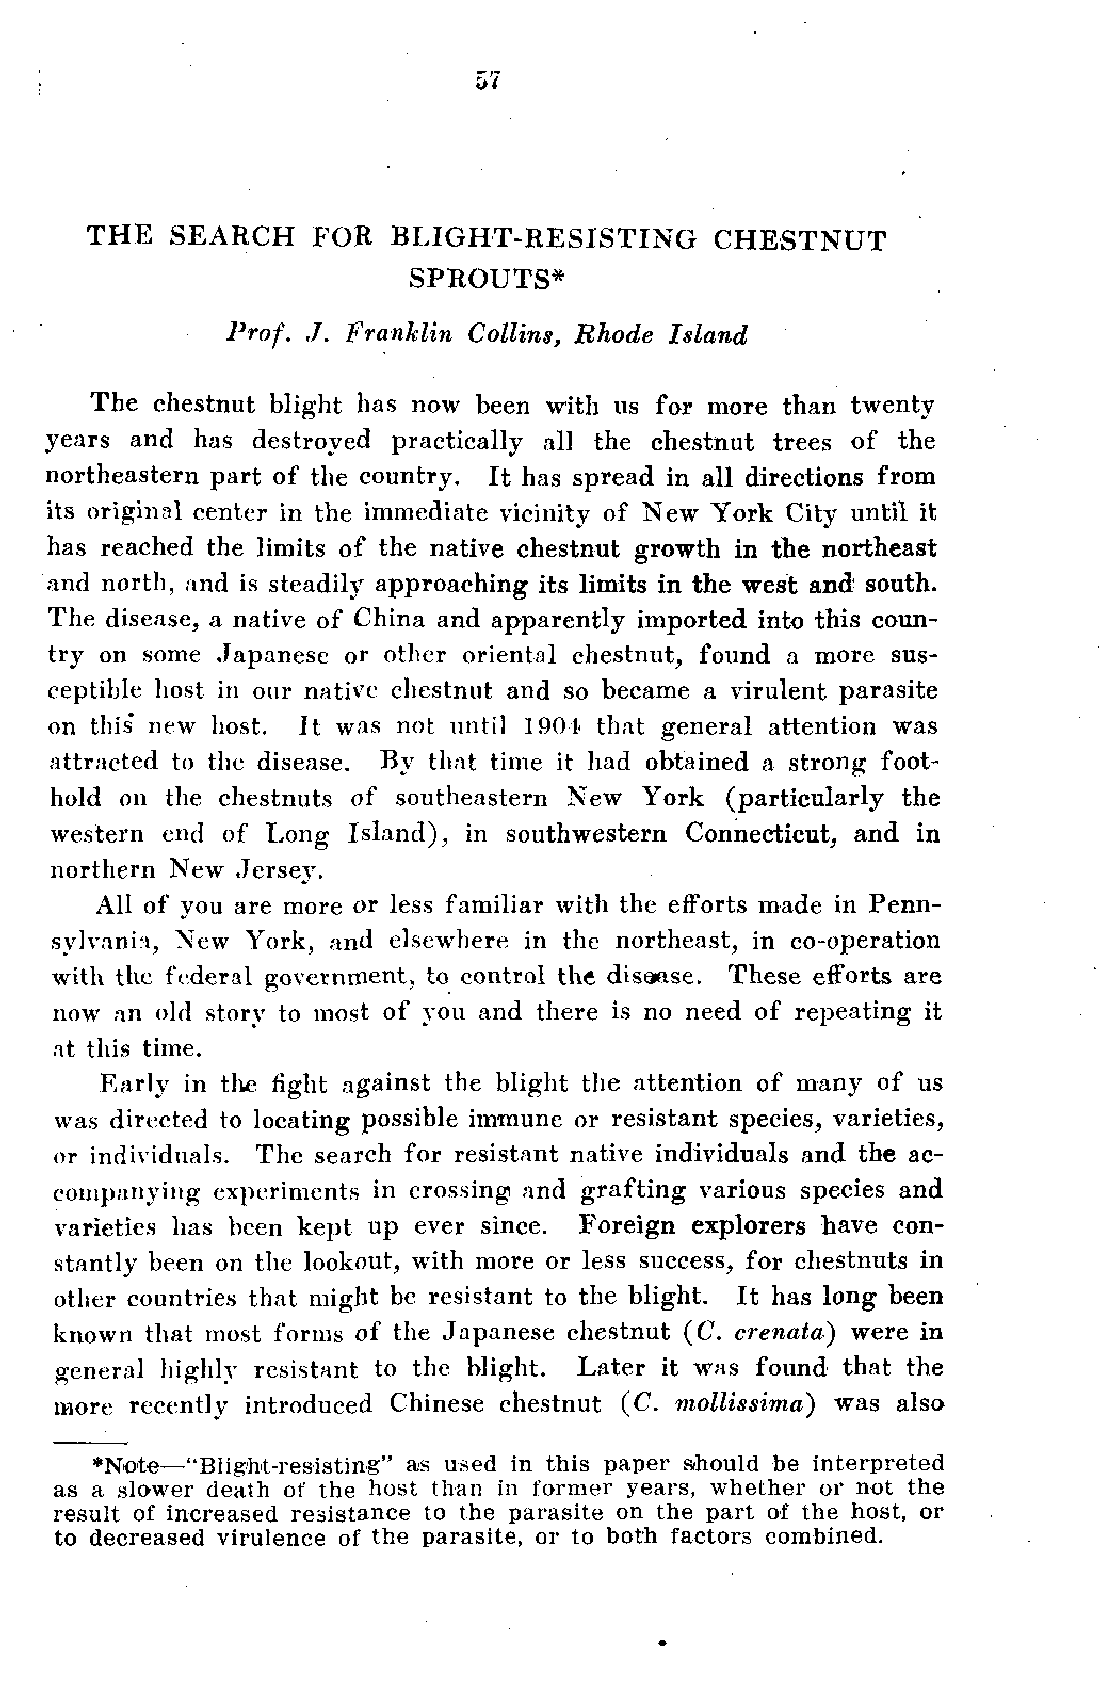 57
THE SEARCH FOR BLIGHT-RESISTING CHESTNUT
SPROUTS*
Prof. J. Franklin Collins, Rhode Island
The chestnut blight has now been with us for more than twenty
years and has destroyed practically all the chestnut trees of the
northeastern part of the country. It has spread in all directions from
its original center in the immediate vicinity of New York City until it
has reached the limits of the native chestnut growth in the northeast
and north, and is steadily approaching its limits in the west and south.
The disease, a native of China and apparently imported into this coun-
try on some Japanese or other oriental chestnut, found a more sus-
ceptible host in our native chestnut and so became a virulent parasite
on this new host. It was not until 1904 that general attention was
attracted to the disease. By that time it had obtained a strong foot-
hold on the chestnuts of southeastern New York (particularly the
western end of Long Island), in southwestern Connecticut, and in
northern New Jersey.
All of you are more or less familiar with the efforts made in Penn-
sylvania, New York, and elsewhere in the northeast, in co-operation
with the federal government, to control the disease. These efforts are
now an old story to most of you and there is no need of repeating it
at this time.
Early in the fight against the blight the attention of many of us
was directed to locating possible immune or resistant species, varieties,
or individuals. The search for resistant native individuals and the ac-
companying experiments in crossing and grafting various species and
varieties has been kept up ever since. Foreign explorers have con-
stantly been on the lookout, with more or less success, for chestnuts in
other countries that might be resistant to the blight. It has long been
known that most forms of the Japanese chestnut (C. crenata) were in
general highly resistant to the blight. Later it was found that the
more recently introduced Chinese chestnut (C. mollissima) was also
*Note—"Blight-resisting" as used in this paper should be interpreted
as a slower death of the host than in former years, whether or not the
result of increased resistance to the parasite on the part of the host, or
to decreased virulence of the parasite, or to both factors combined.